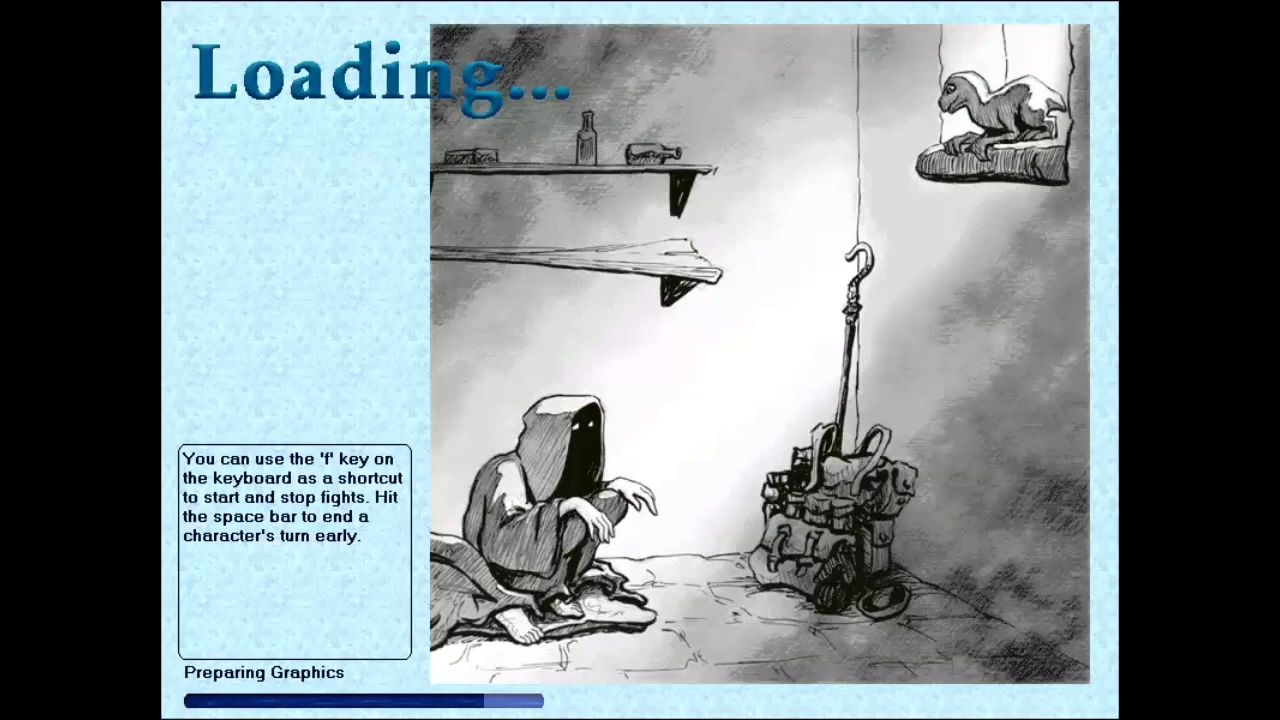 Loading...
You can use the 'f' key on
the keyboard as a shortcut
to start and stop fights. Hit
the space bar to end a
character's turn early.
Preparing Graphics